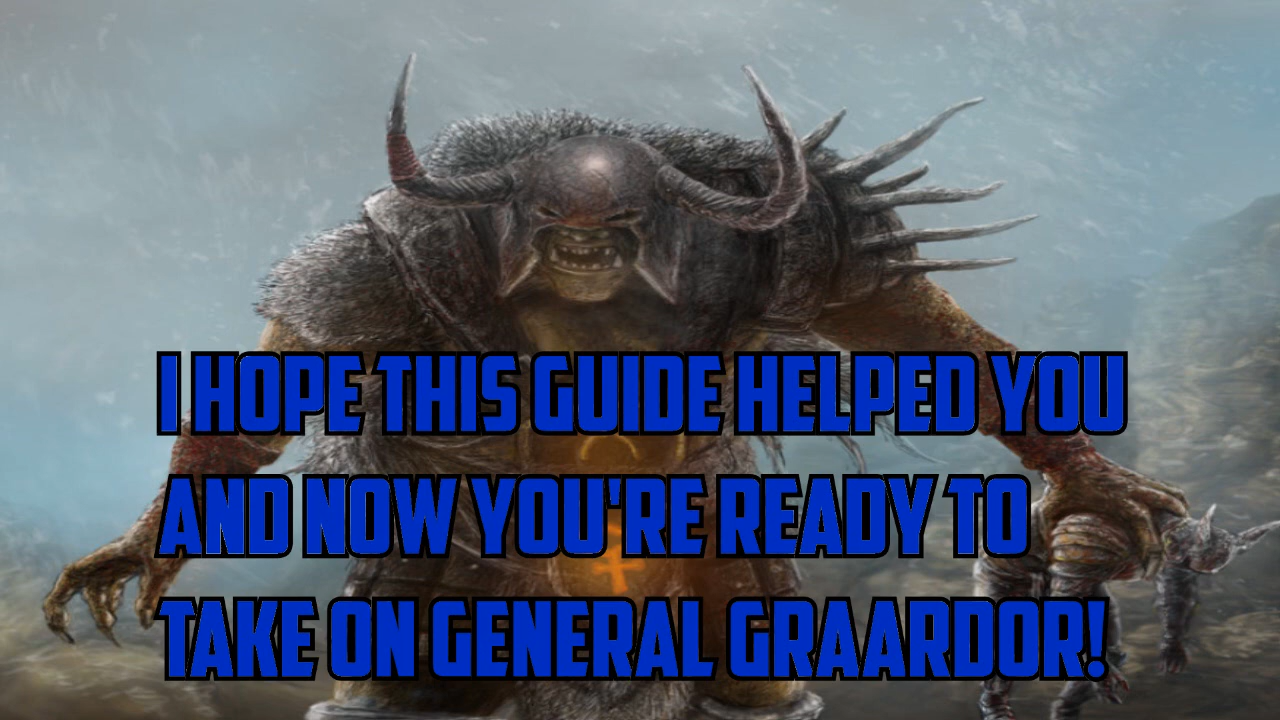 I HOPE THIS GUIDE HELPED YOU
AND NOW YOU'RE READY TO
TAKE ON GENERAL GRAARDOR!